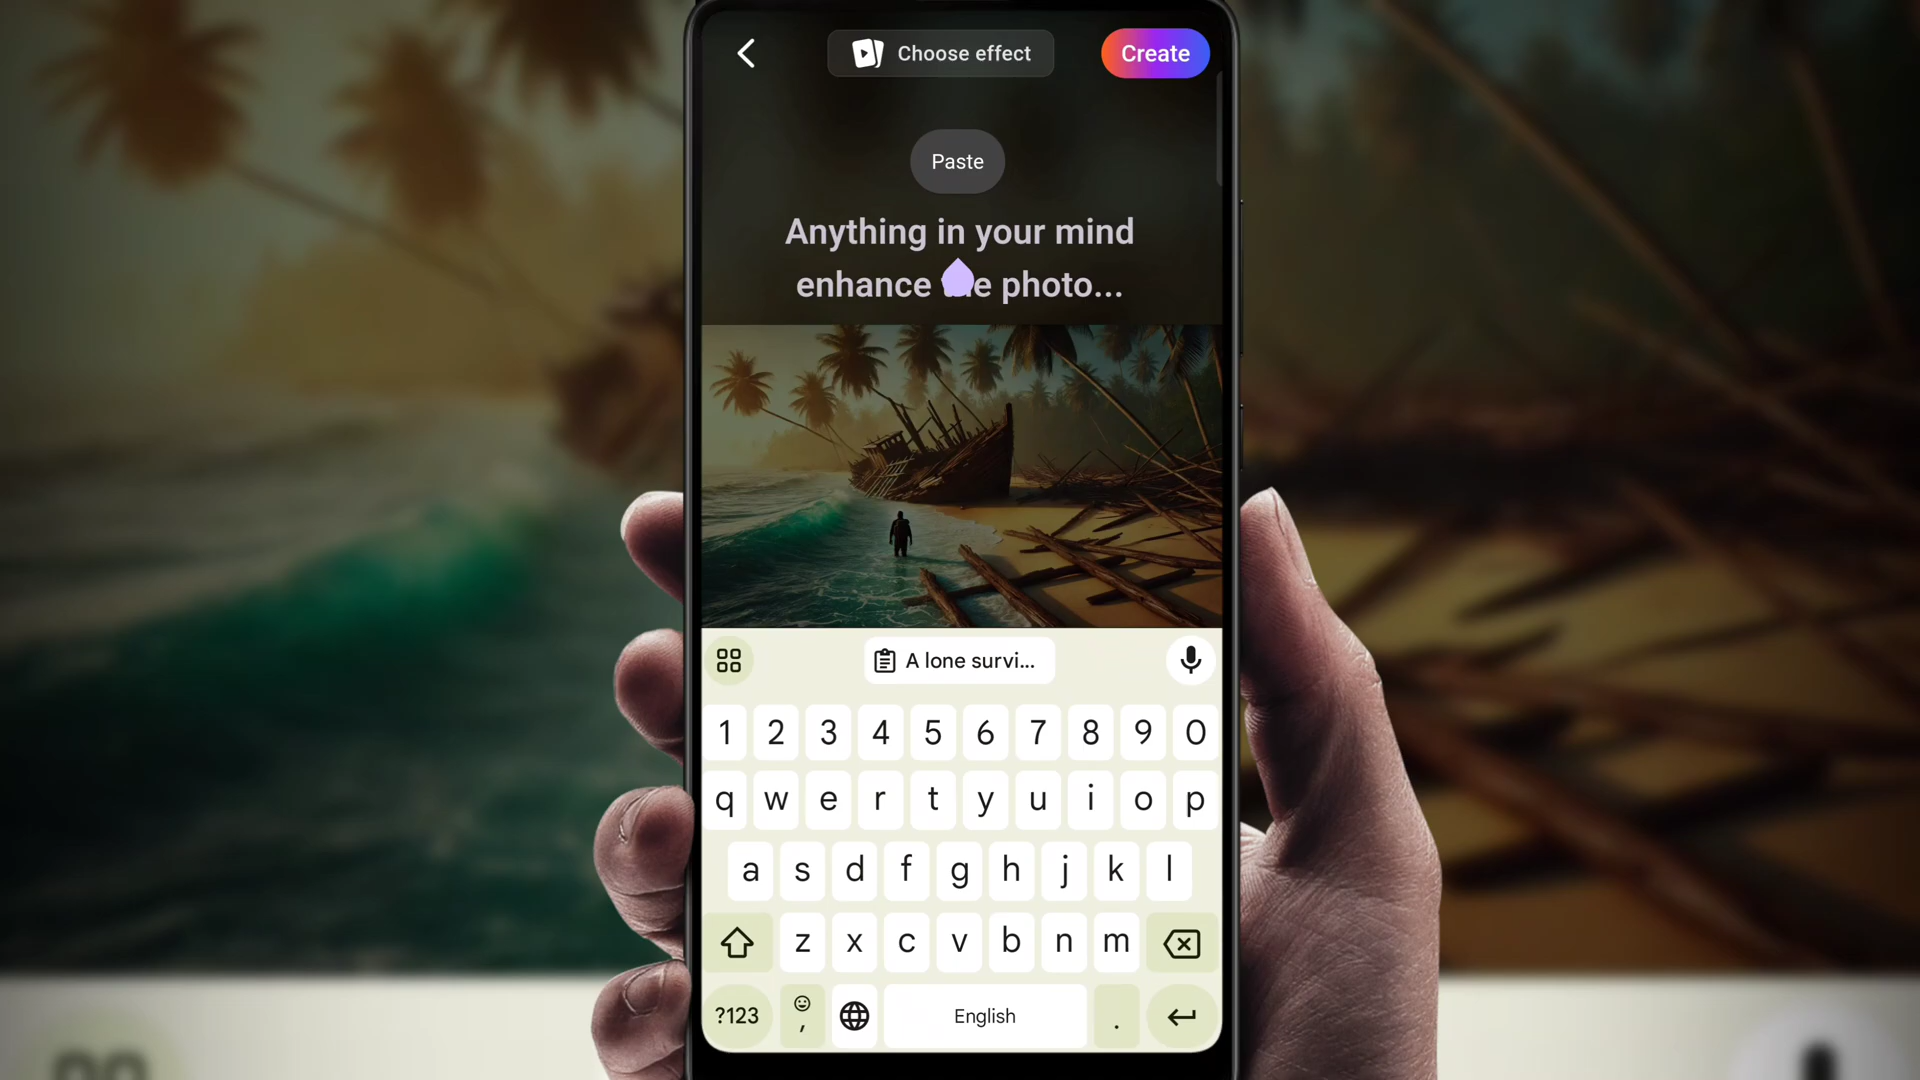 Choose effect
Create
Paste
Anything in your mind
enhance the photo...
A lone survi...
1 2 3 4 5 6 7 8 9 0
q w e r t y u i o p
a s d f g h j k l
z x c v b n m
?123 , English .